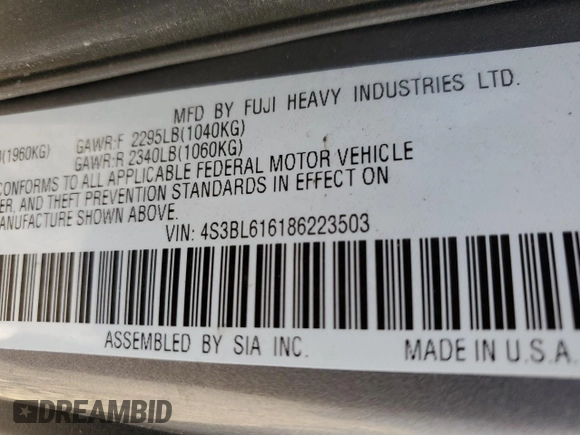 MFD BY FUJI HEAVY INDUSTRIES LTD.
(1960KG) GAWR:F 2295LB(1040KG)
GAWR:R 2340LB(1060KG)
CONFORMS TO ALL APPLICABLE FEDERAL MOTOR VEHICLE
ER, AND THEFT PREVENTION STANDARDS IN EFFECT ON
MANUFACTURE SHOWN ABOVE.
VIN: 4S3BL616186223503
ASSEMBLED BY SIA INC. MADE IN U.S.A.
DREAMBID